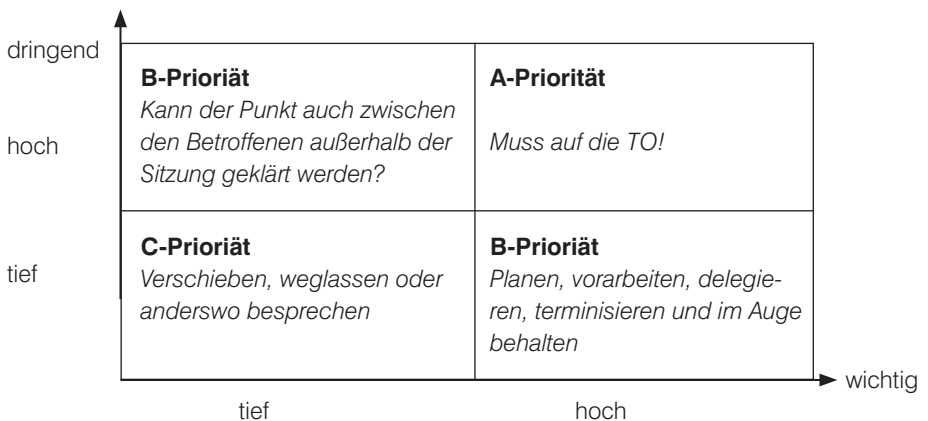 dringend
B-Prioriät
Kann der Punkt auch zwischen
den Betroffenen außerhalb der
Sitzung geklärt werden?
A-Priorität
Muss auf die TO!
hoch
C-Prioriät
Verschieben, weglassen oder
anderswo besprechen
B-Prioriät
Planen, vorarbeiten, delegie-
ren, terminisieren und im Auge
behalten
tief
wichtig
tief
hoch